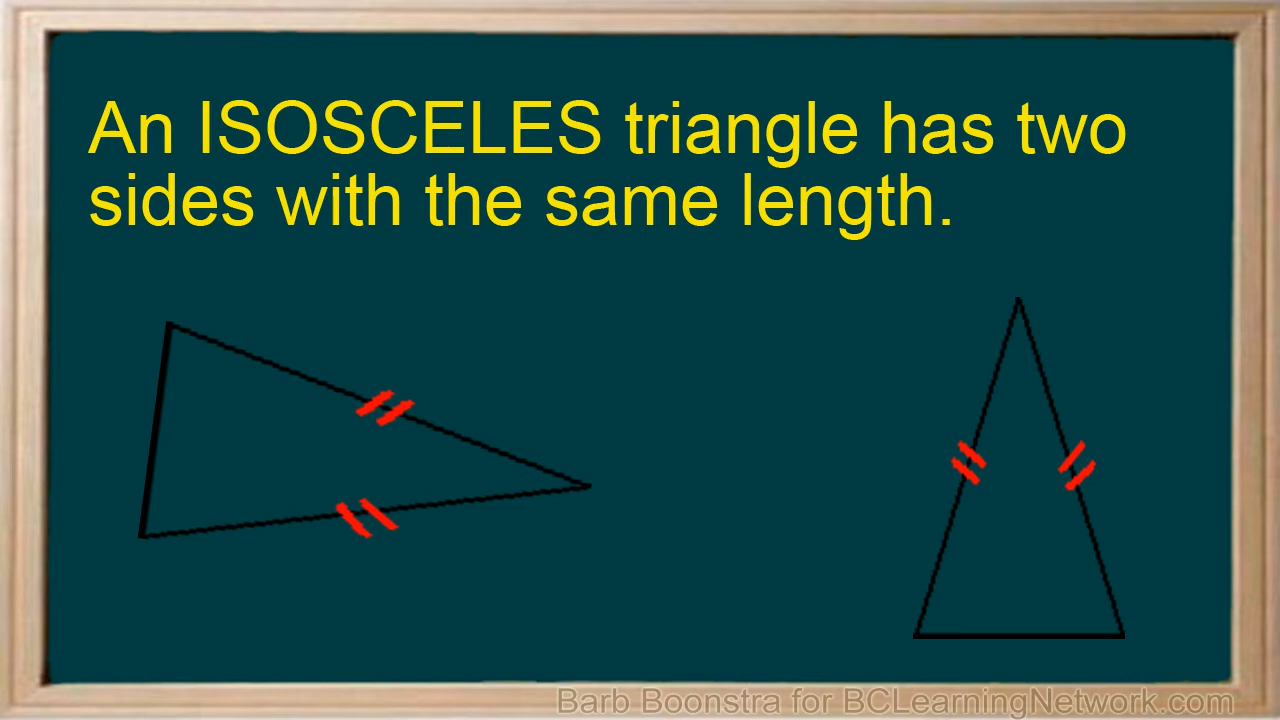 An ISOSCELES triangle has two
sides with the same length.
Barb Boonstra for BCLearningNetwork.com